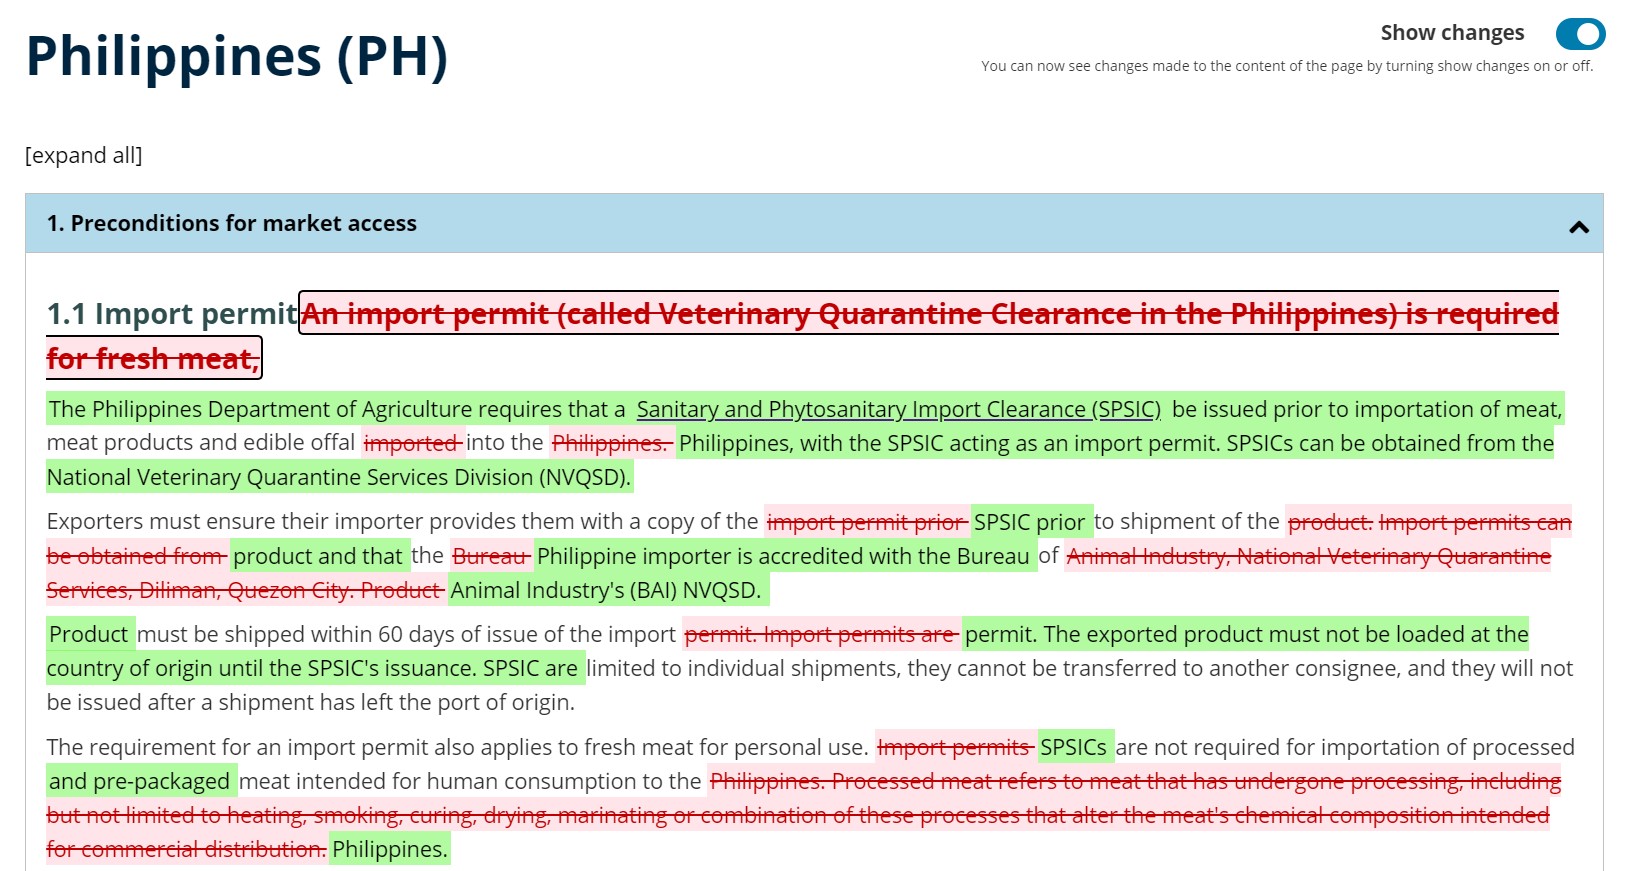 Philippines (PH)
Show changes
You can now see changes made to the content of the page by turning show changes on or off.
[expand all]
1. Preconditions for market access
1.1 Import permitAn import permit (called Veterinary Quarantine Clearance in the Philippines) is required
for fresh meat,
The Philippines Department of Agriculture requires that a Sanitary and Phytosanitary Import Clearance (SPSIC) be issued prior to importation of meat,
meat products and edible offal imported into the Philippines. Philippines, with the SPSIC acting as an import permit. SPSICs can be obtained from the
National Veterinary Quarantine Services Division (NVQSD).
Exporters must ensure their importer provides them with a copy of the import permit prior SPSIC prior to shipment of the product. Import permits can
be obtained from product and that the Bureau Philippine importer is accredited with the Bureau of Animal Industry, National Veterinary Quarantine
Services, Diliman, Quezon City. Product Animal Industry's (BAI) NVQSD.
Product must be shipped within 60 days of issue of the import permit. Import permits are permit. The exported product must not be loaded at the
country of origin until the SPSIC's issuance. SPSIC are limited to individual shipments, they cannot be transferred to another consignee, and they will not
be issued after a shipment has left the port of origin.
The requirement for an import permit also applies to fresh meat for personal use. Import permits SPSICs are not required for importation of processed
and pre-packaged meat intended for human consumption to the Philippines. Processed meat refers to meat that has undergone processing, including
but not limited to heating, smoking, curing, drying, marinating or combination of these processes that alter the meat's chemical composition intended
for commercial distribution. Philippines.